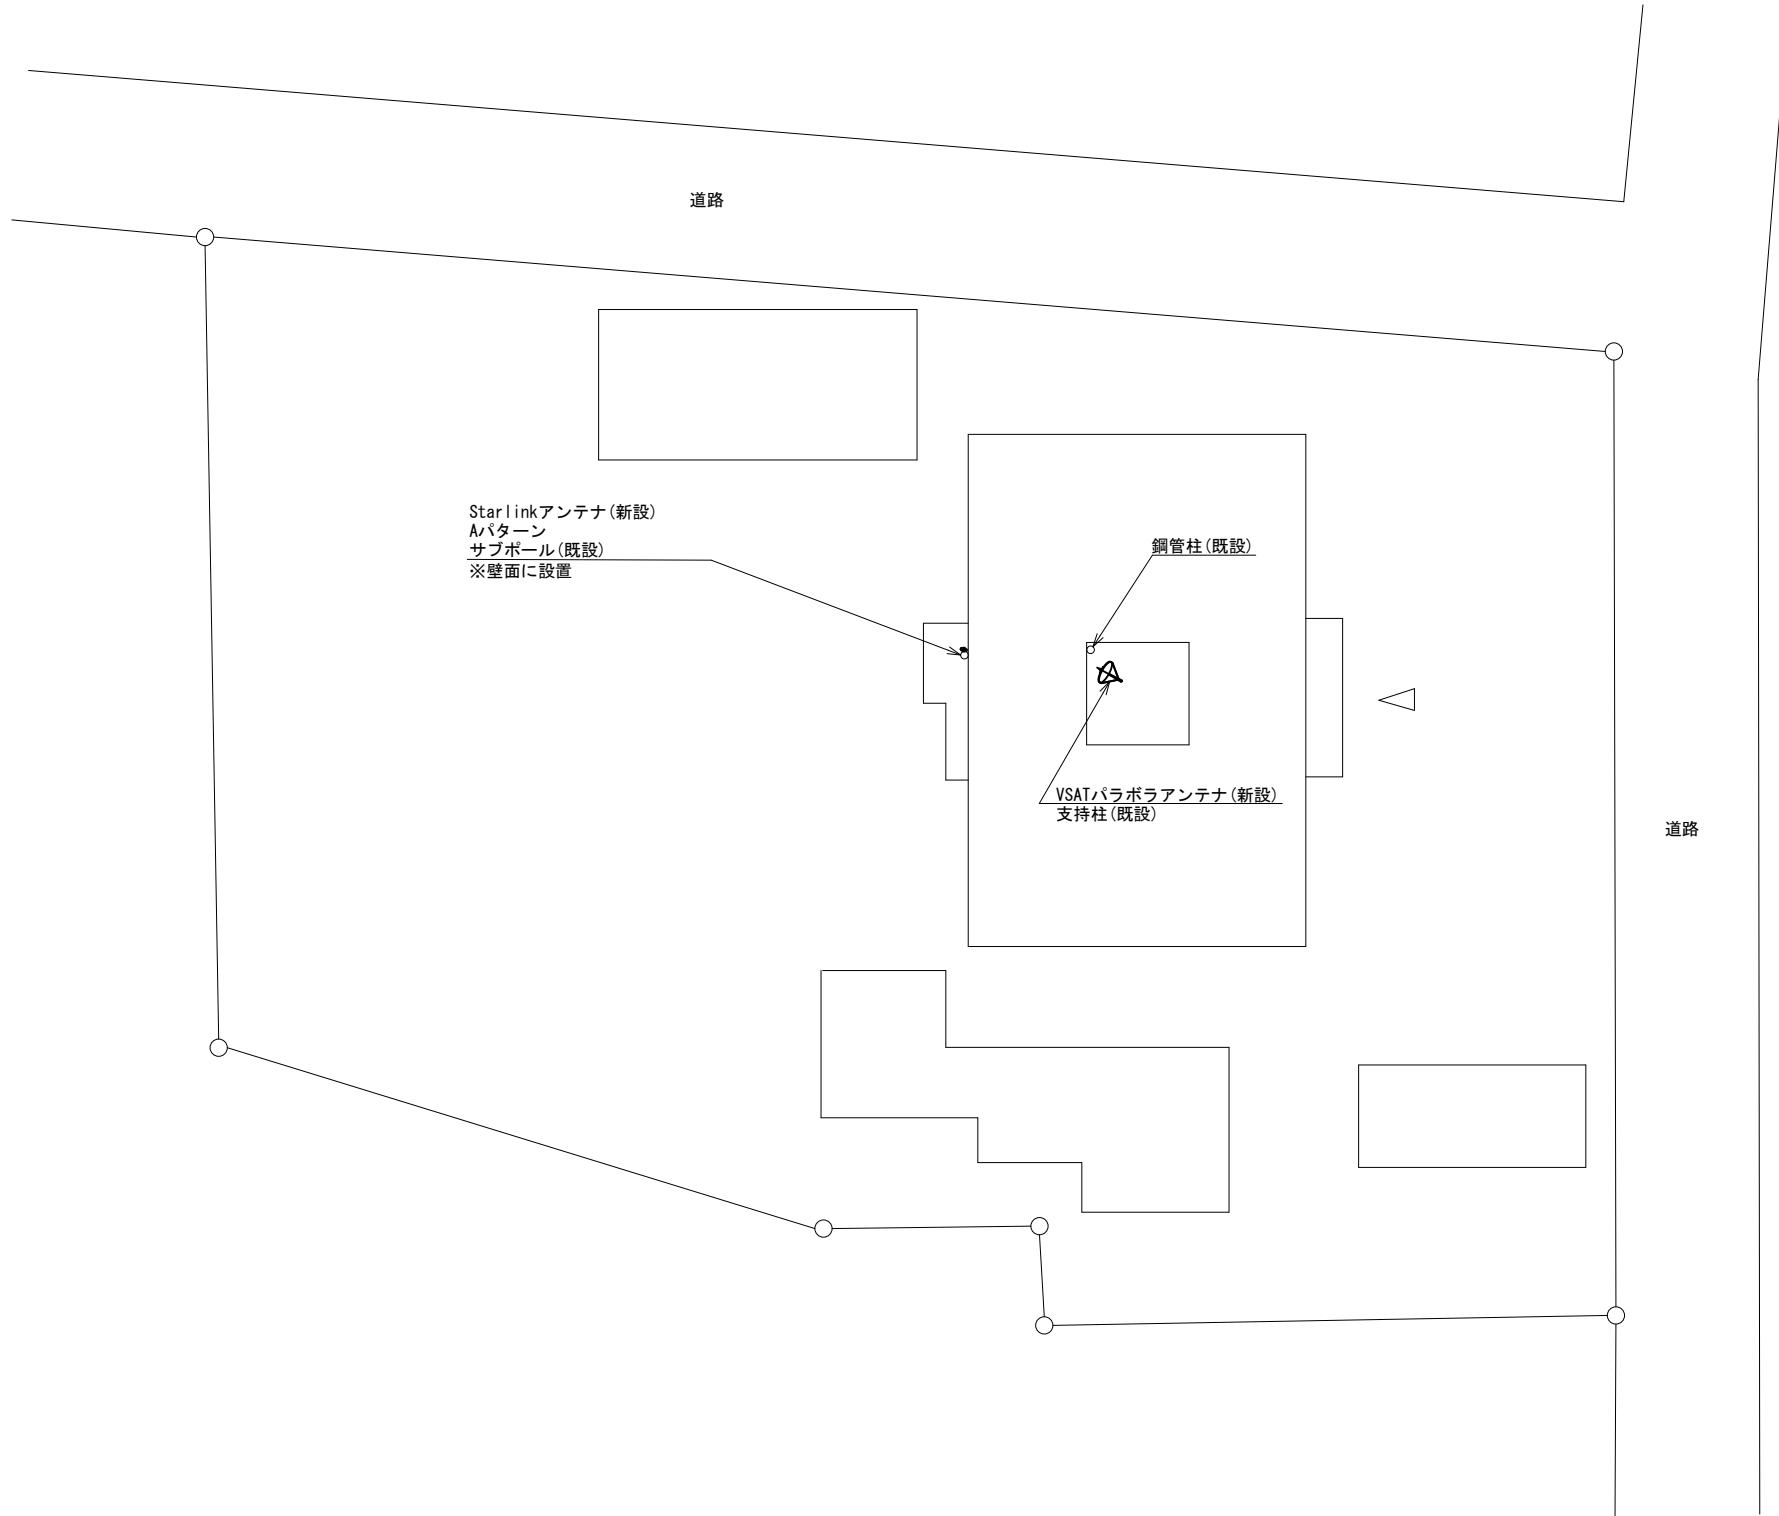 道路
Starlinkアンテナ(新設)
Aパターン
サブポール(既設)
※壁面に設置
鋼管柱(既設)
VSATパラボラアンテナ(新設)
支持柱(既設)
道路